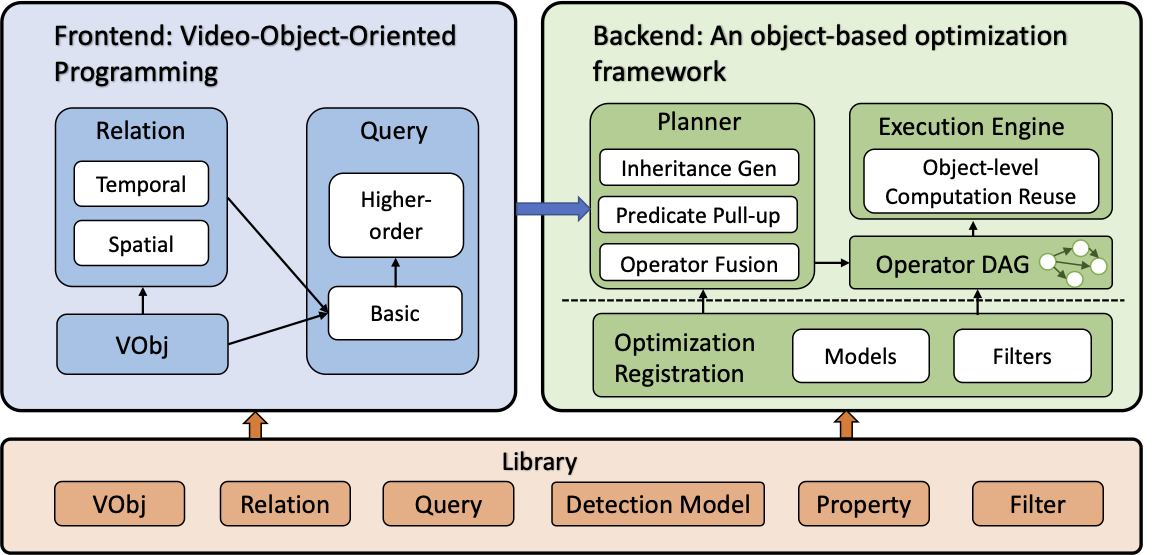 Frontend: Video-Object-Oriented
Programming
Relation
Temporal
Spatial
VObj
Query
Higher-
order
Basic
Backend: An object-based optimization
framework
Planner
Inheritance Gen
Predicate Pull-up
Operator Fusion
Execution Engine
Object-level
Computation Reuse
Operator DAG
Optimization
Registration
Models
Filters
Library
VObj
Relation
Query
Detection Model
Property
Filter